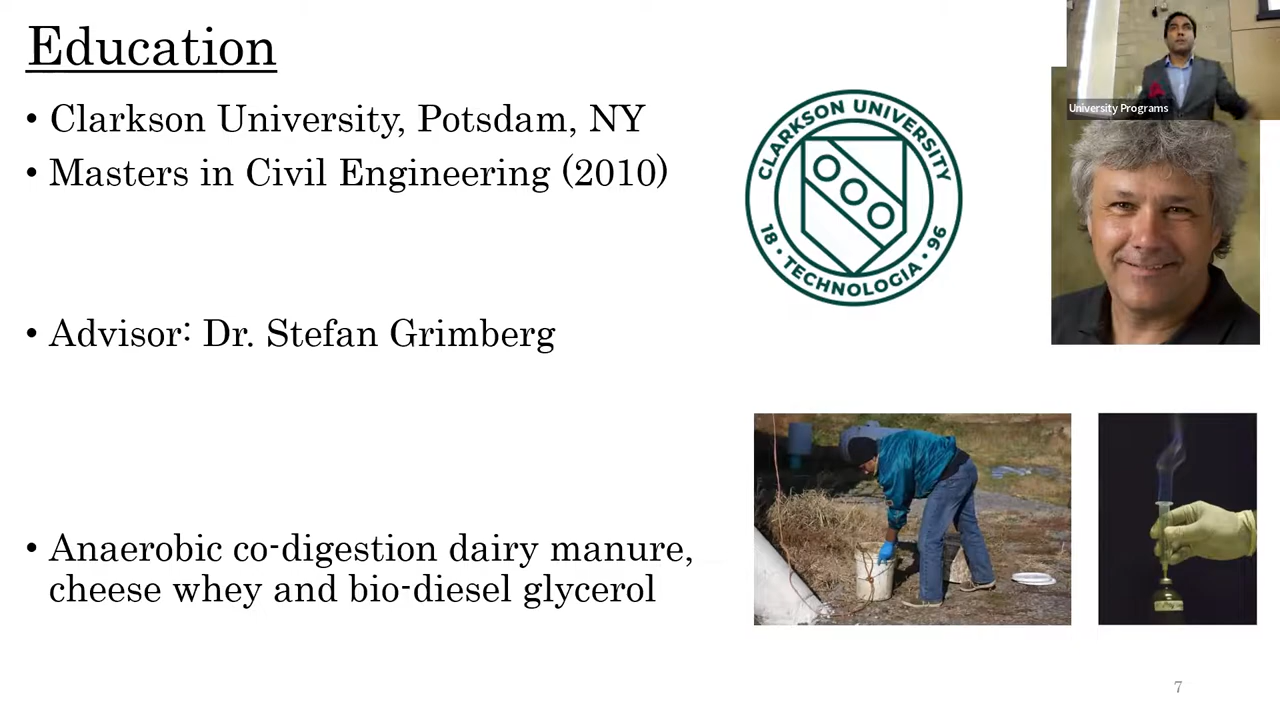 Education
• Clarkson University, Potsdam, NY
• Masters in Civil Engineering (2010)
• Advisor: Dr. Stefan Grimberg
• Anaerobic co-digestion dairy manure,
cheese whey and bio-diesel glycerol
CLARKSON UNIVERSITY
18 • TECHNOLOGIA • 96
University Programs
7